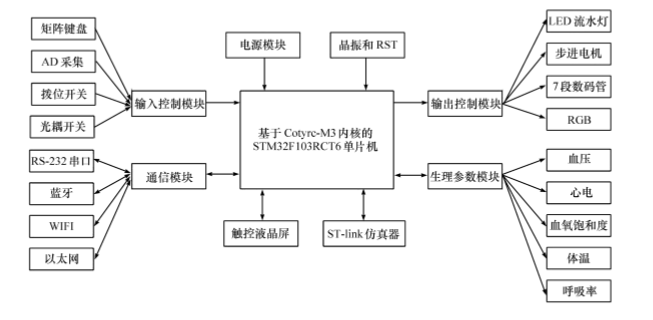 矩阵键盘
AD 采集
拨位开关
光耦开关
输入控制模块
RS-232 串口
蓝牙
WIFI
以太网
通信模块
电源模块
晶振和 RST
基于 Cotyrc-M3 内核的
STM32F103RCT6 单片机
触控液晶屏
ST-link 仿真器
输出控制模块
LED 流水灯
步进电机
7 段数码管
RGB
生理参数模块
血压
心电
血氧饱和度
体温
呼吸率